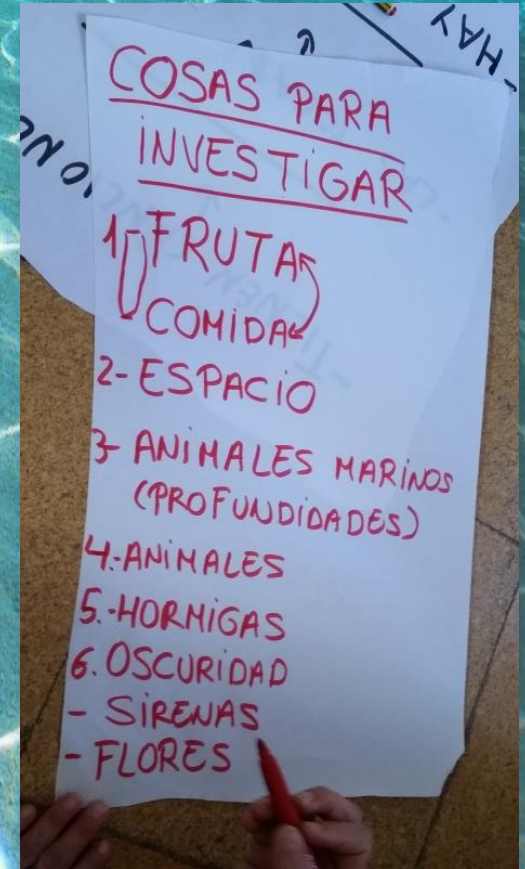 -HAY
COSAS PARA
INVESTIGAR
1- FRUTA
- COMIDA
2- ESPACIO
3- ANIMALES MARINOS
(PROFUNDIDADES)
4.-ANIMALES
5.-HORMIGAS
6. OSCURIDAD
- SIRENAS
- FLORES